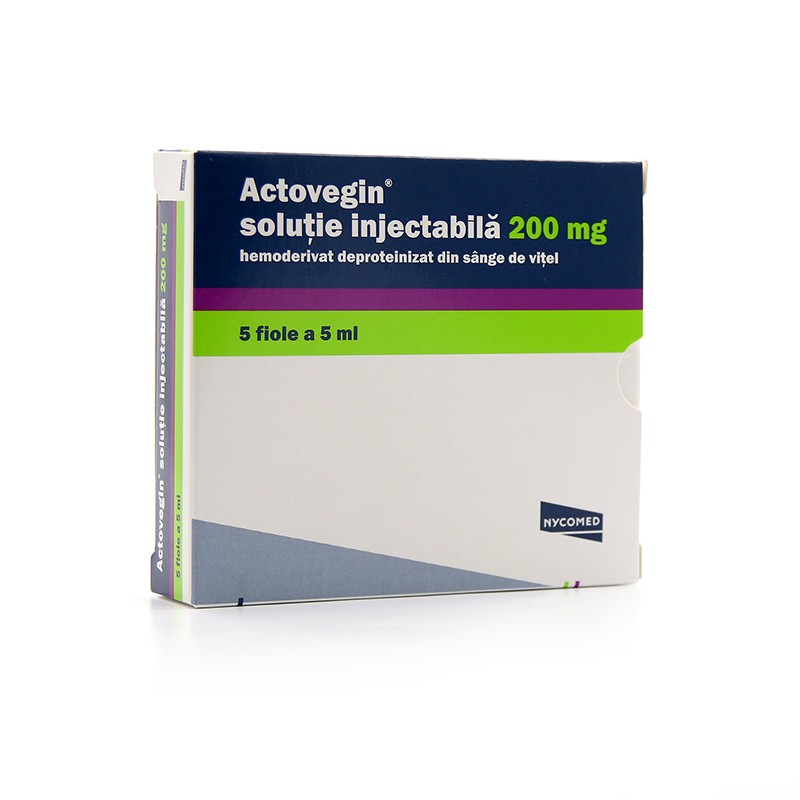 Actovegin®
soluție injectabilă 200 mg
hemoderivat deproteinizat din sânge de vițel
5 fiole a 5 ml
NYCOMED
Actovegin® soluție injectabilă 200 mg
5 fiole a 5 ml
NYCOMED